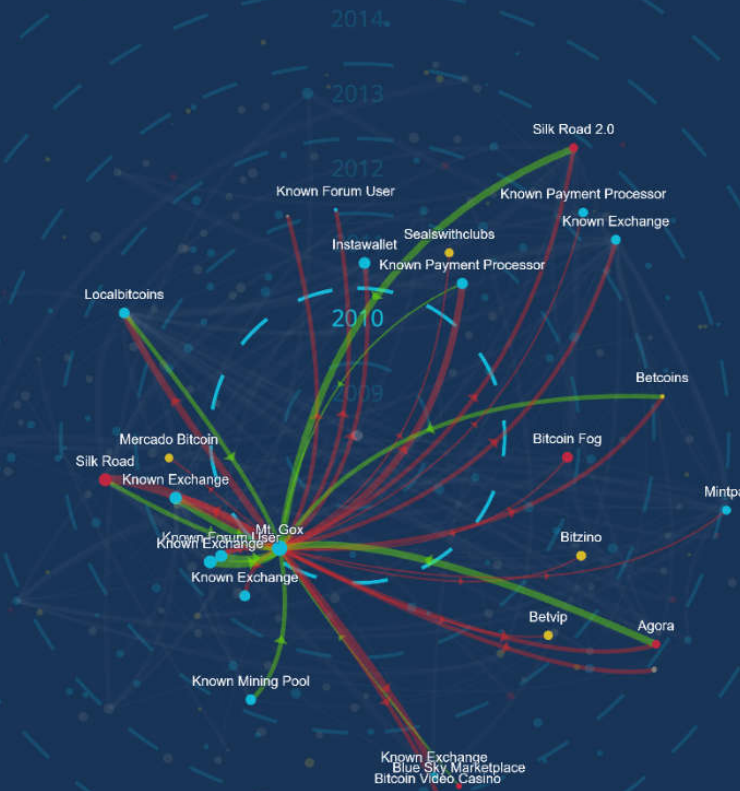 2014
2013
Silk Road 2.0
2012
Known Forum User
Known Payment Processor
Known Exchange
Sealswithclubs
Instawallet
Known Payment Processor
Localbitcoins
2010
Betcoins
2009
Mercado Bitcoin
Bitcoin Fog
Silk Road
Known Exchange
Mintpa
Mt. Gox
Known Forum User
Bitzino
Known Exchange
Known Exchange
Betvip
Agora
Known Mining Pool
Known Exchange
Blue Sky Marketplace
Bitcoin Video Casino